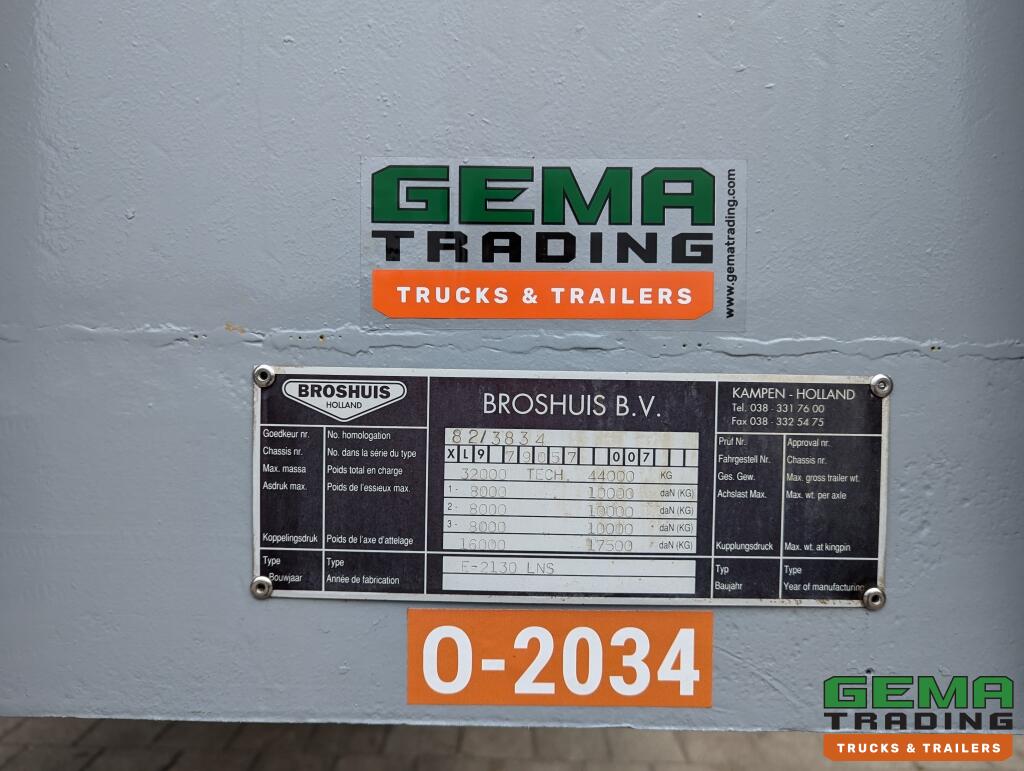 GEMA
TRADING
TRUCKS & TRAILERS
www.gematrading.com
BROSHUIS
HOLLAND
BROSHUIS B.V.
KAMPEN - HOLLAND
Tel. 038 - 331 76 00
Fax 038 - 332 54 75
Goedkeur nr. No. homologation 82/3834 Prüf Nr. Approval nr.
Chassis nr. No. dans la série du type XL9 79057 007 Fahrgestell Nr. Chassis nr.
Max. massa Poids total en charge 32000 TECH. 44000 KG Ges. Gew. Max. gross trailer wt.
Asdruk max. Poids de l'essieux max. 1- 8000 10000 daN (KG) Achslast Max. Max. wt. per axle
2- 8000 10000 daN (KG)
3- 8000 10000 daN (KG)
Koppelingsdruk Poids de l'axe d'attelage 16000 17500 daN (KG) Kupplungsdruck Max. wt. at kingpin
Type Type E-2130 LNS Typ Type
Bouwjaar Année de fabrication Baujahr Year of manufacturing
O-2034
GEMA
TRADING
TRUCKS & TRAILERS